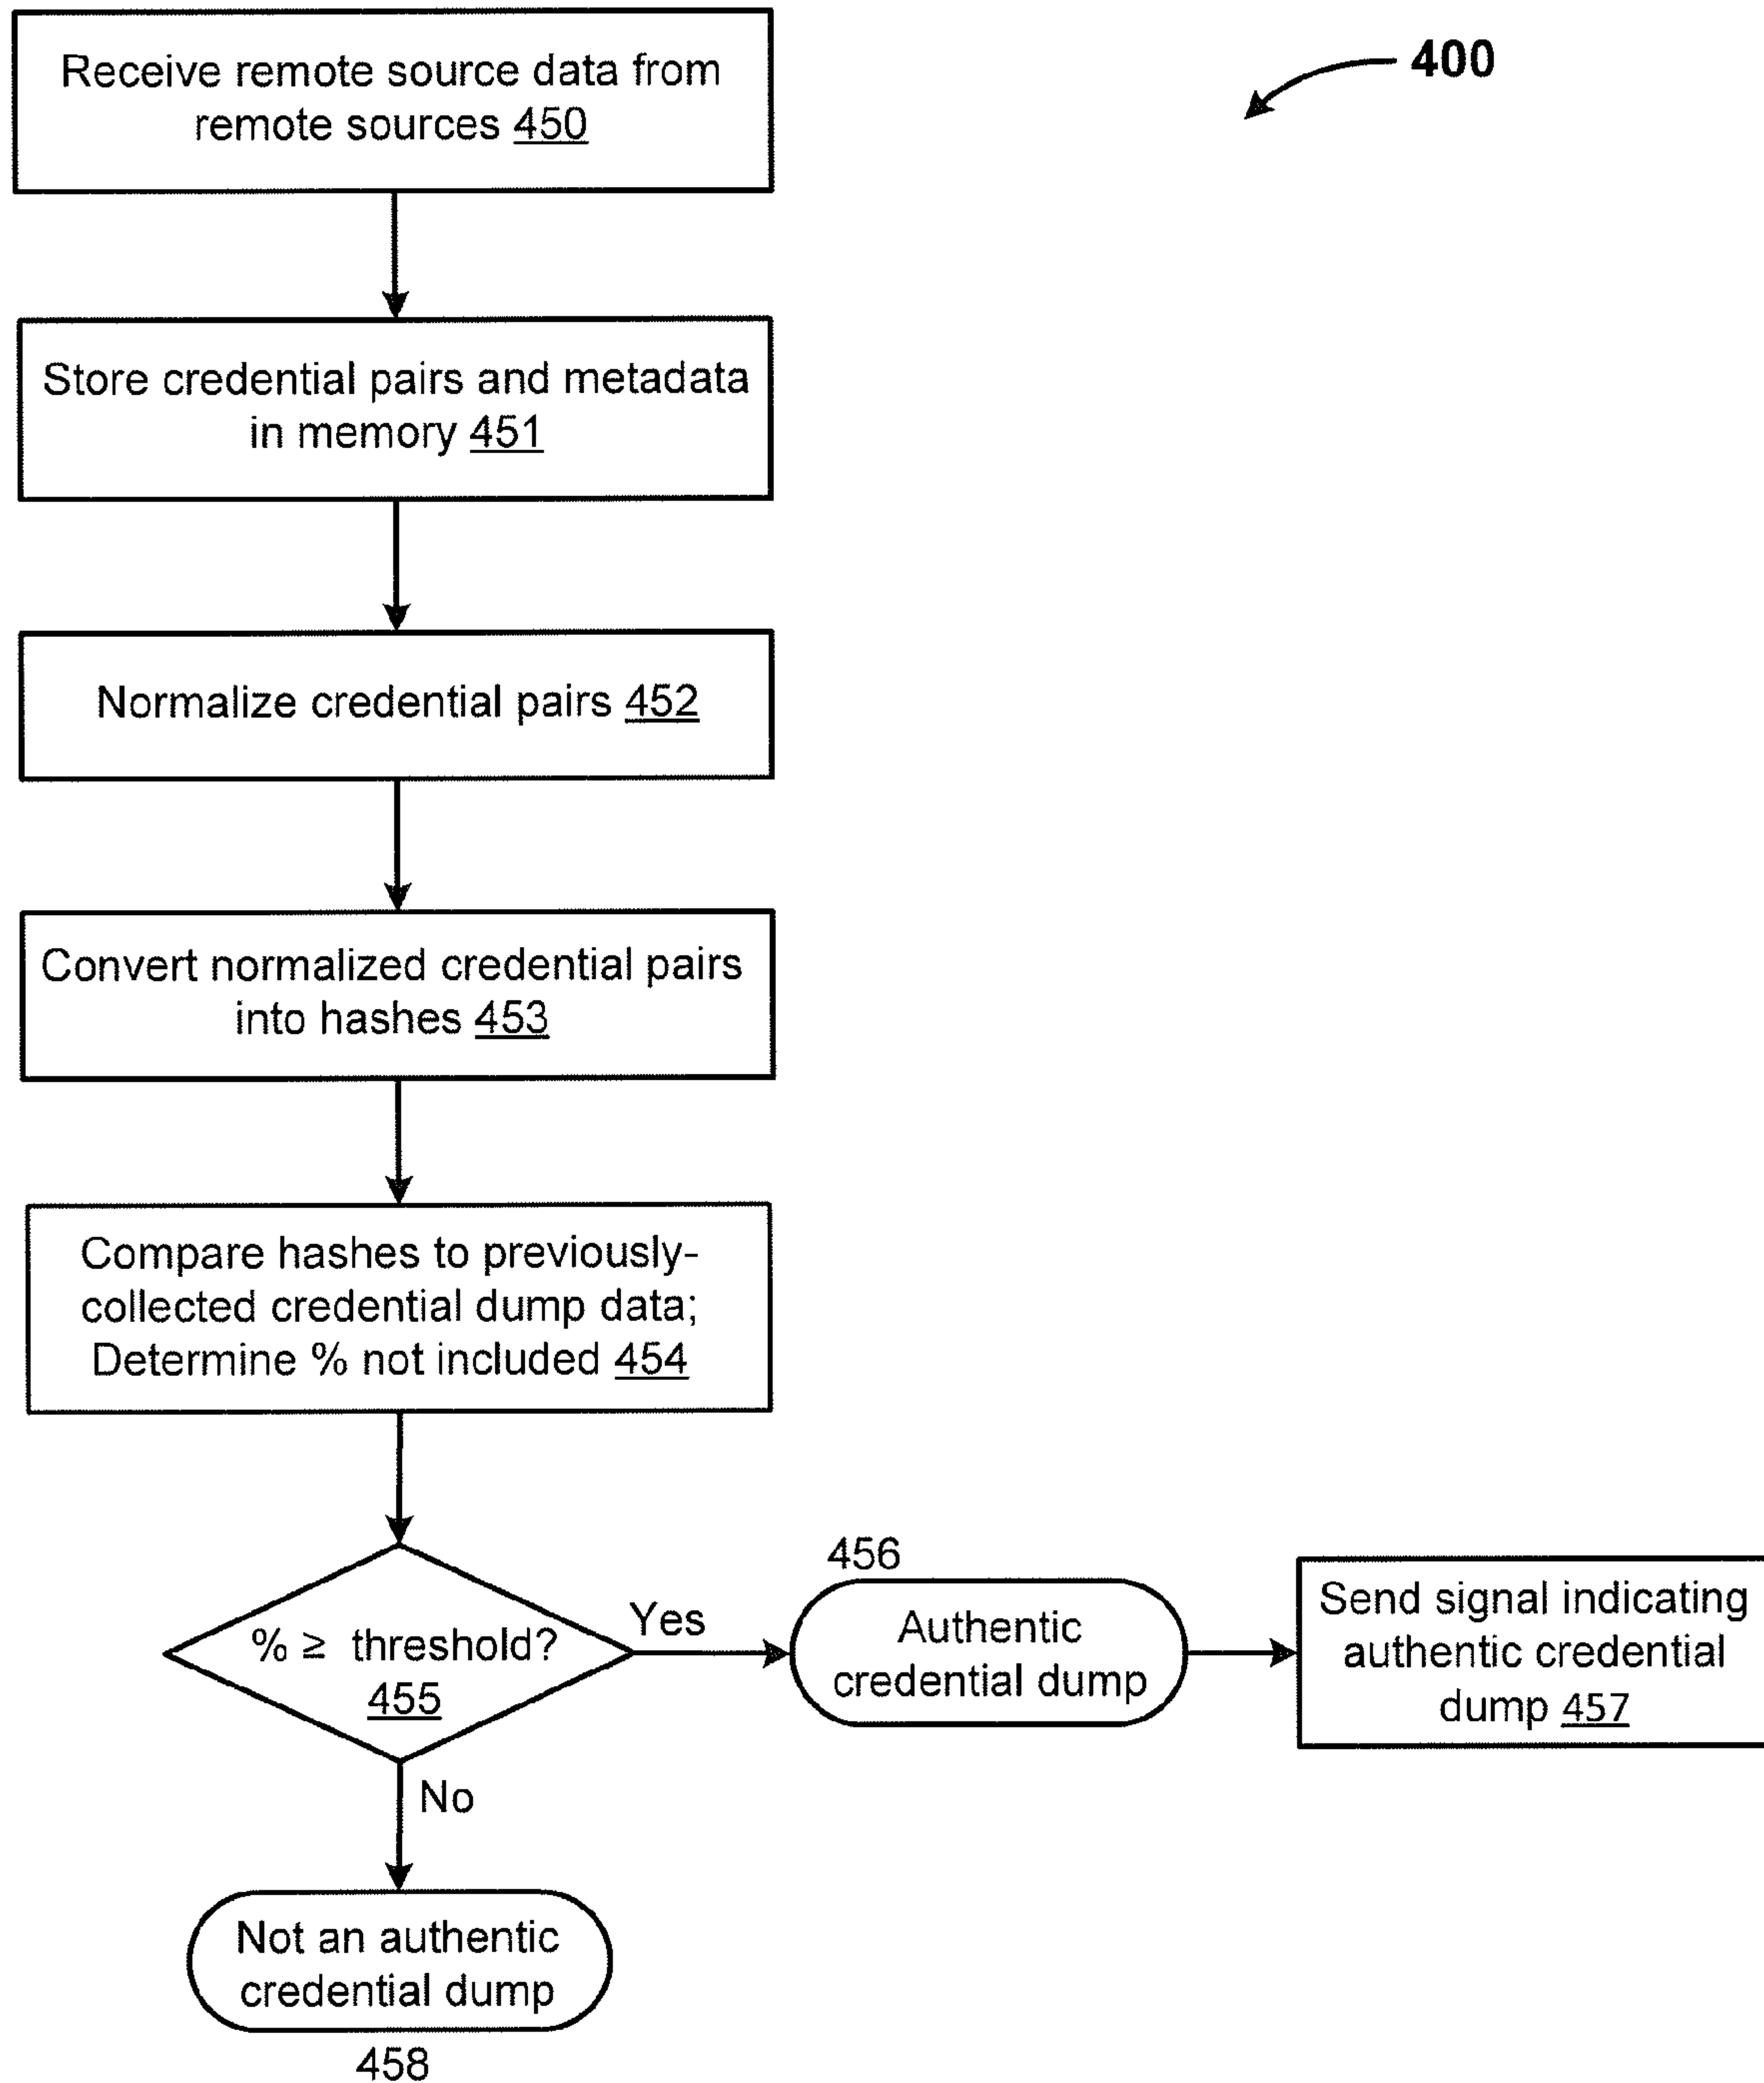 400
Receive remote source data from
remote sources 450
Store credential pairs and metadata
in memory 451
Normalize credential pairs 452
Convert normalized credential pairs
into hashes 453
Compare hashes to previously-
collected credential dump data;
Determine % not included 454
% ≥ threshold?
455
Yes
No
456
Authentic
credential dump
Send signal indicating
authentic credential
dump 457
Not an authentic
credential dump
458